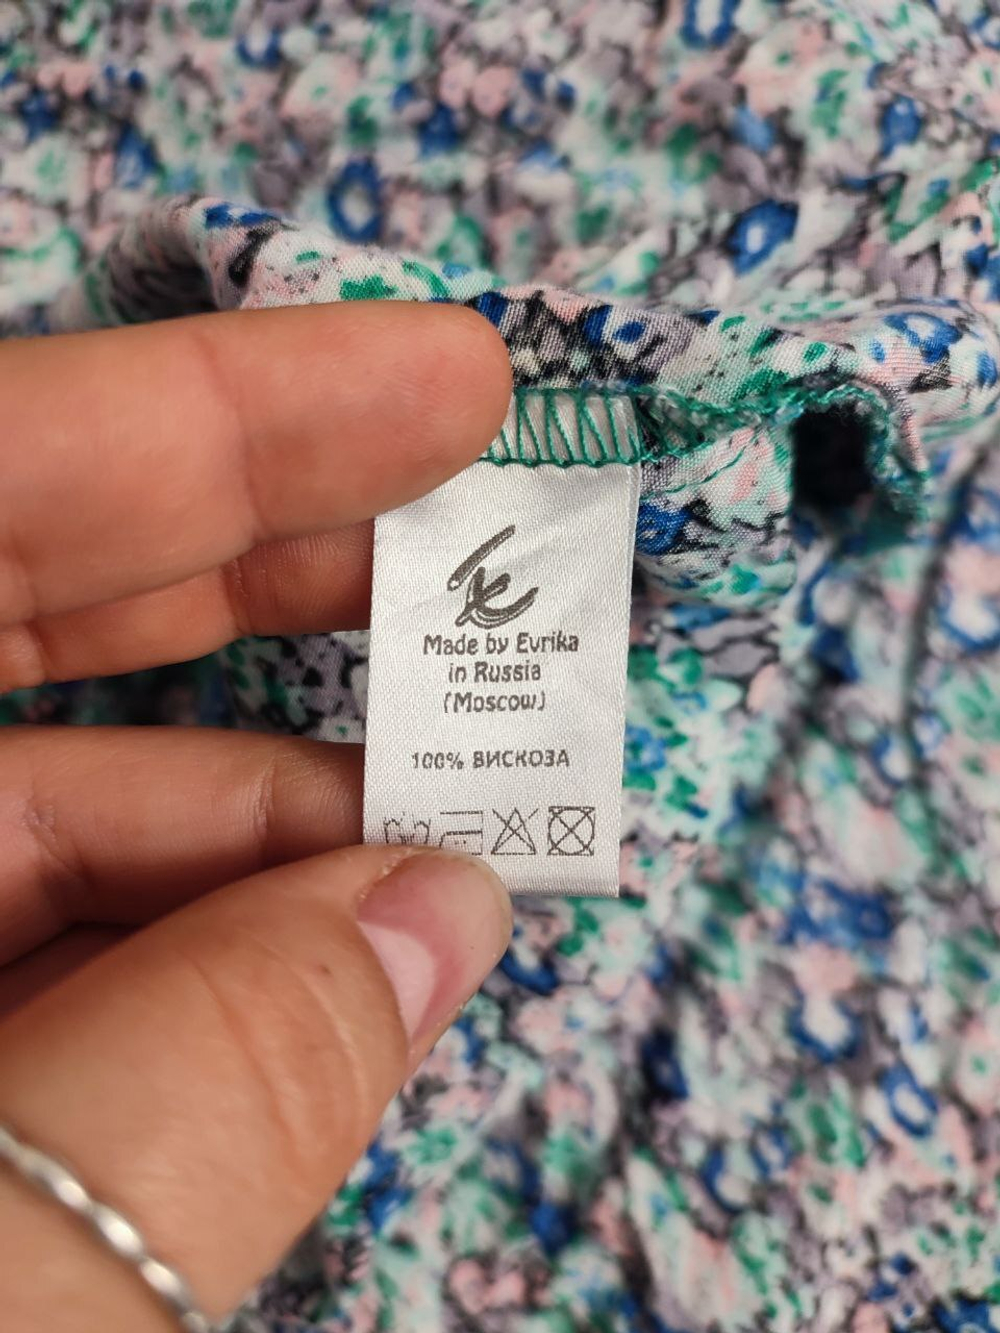 Made by Evrika
in Russia
(Moscow)
100% ВИСКОЗА